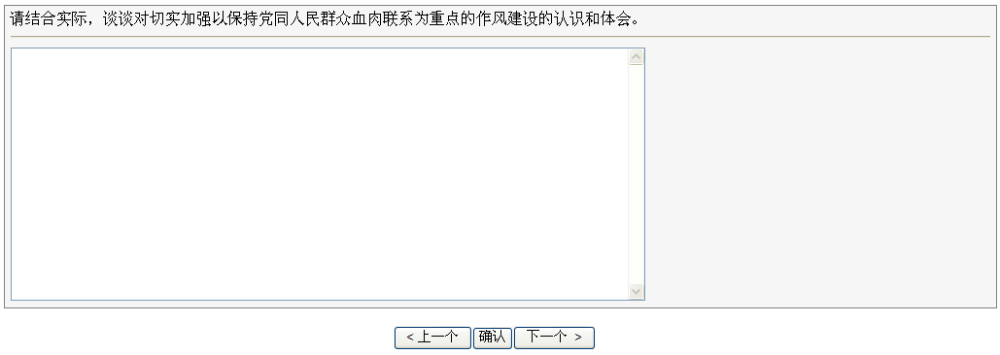 请结合实际，谈谈对切实加强以保持党同人民群众血肉联系为重点的作风建设的认识和体会。
< 上一个 确认 下一个 >